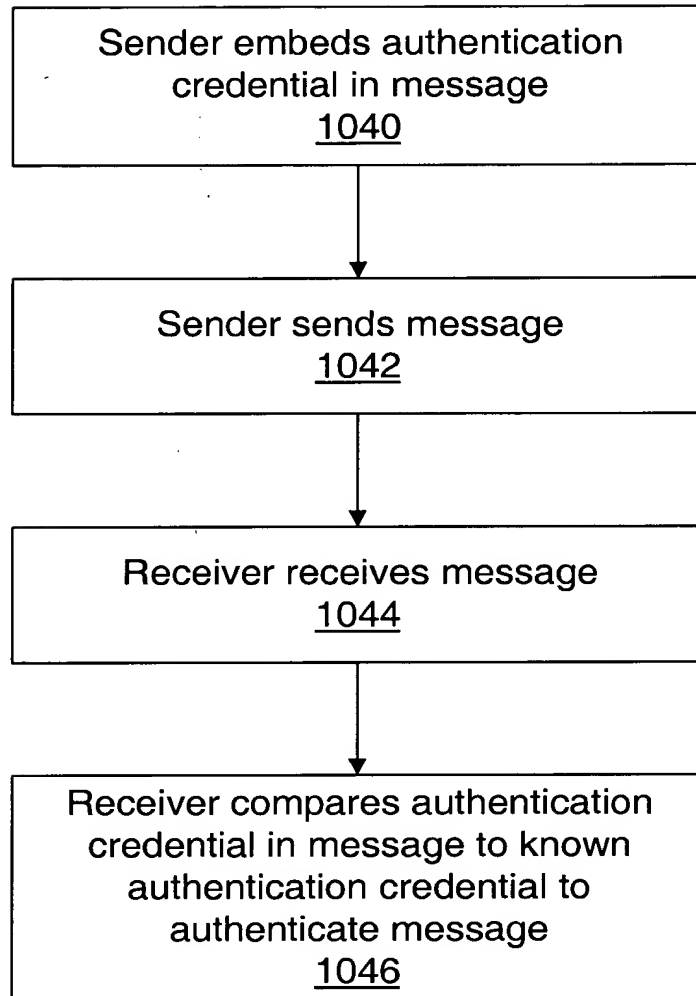 Sender embeds authentication
credential in message
1040
Sender sends message
1042
Receiver receives message
1044
Receiver compares authentication
credential in message to known
authentication credential to
authenticate message
1046